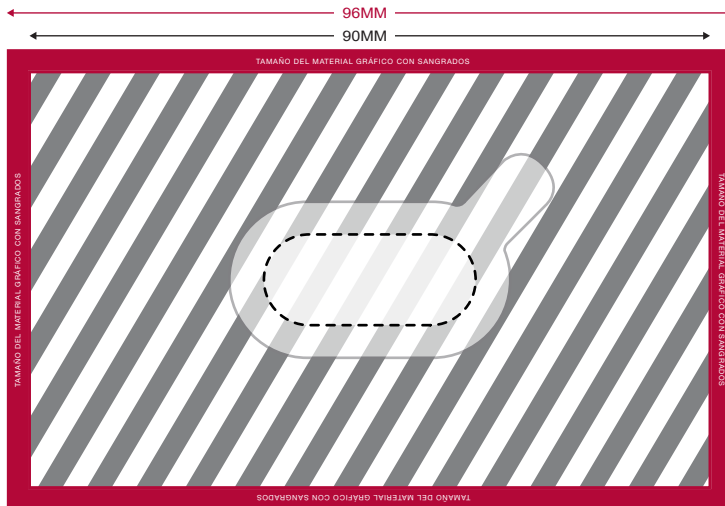 96MM
90MM
TAMAÑO DEL MATERIAL GRÁFICO CON SANGRADOS
TAMAÑO DEL MATERIAL GRÁFICO CON SANGRADOS
TAMAÑO DEL MATERIAL GRÁFICO CON SANGRADOS
TAMAÑO DEL MATERIAL GRÁFICO CON SANGRADOS